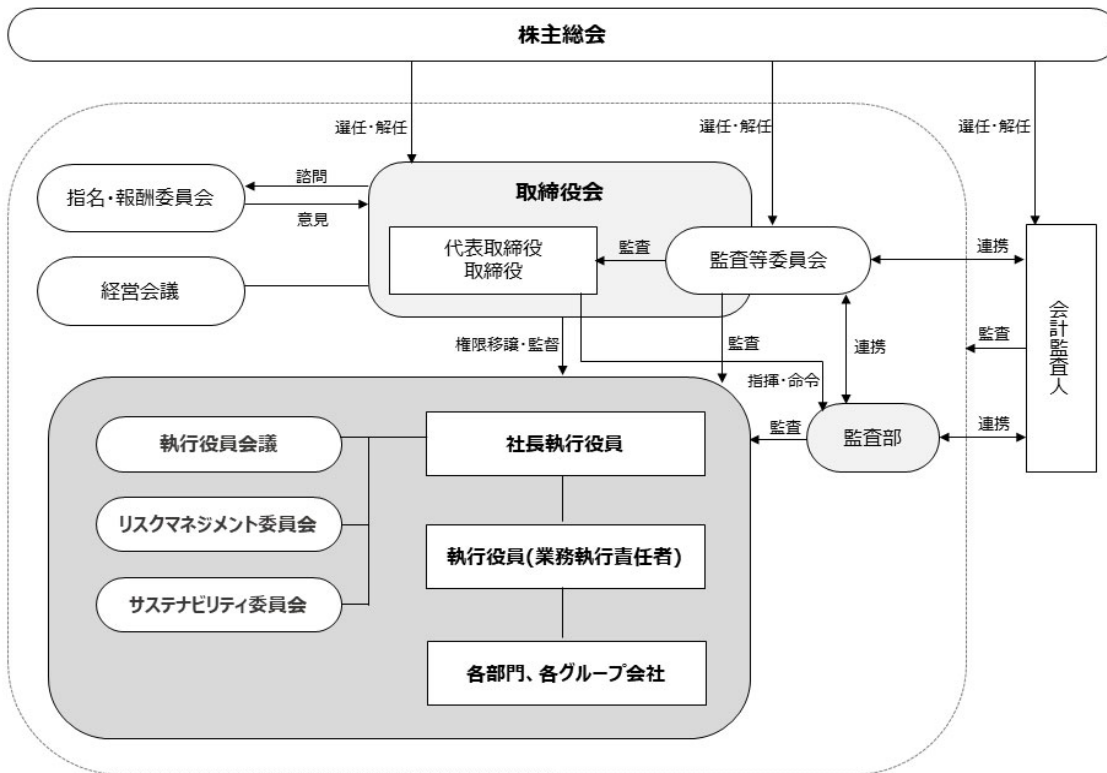 株主総会
選任・解任
選任・解任
選任・解任
指名・報酬委員会
諮問
意見
取締役会
代表取締役
取締役
監査
監査等委員会
連携
経営会議
会計監査人
権限移譲・監督
監査
連携
監査
指揮・命令
執行役員会議
社長執行役員
監査
監査部
連携
リスクマネジメント委員会
執行役員(業務執行責任者)
サステナビリティ委員会
各部門、各グループ会社